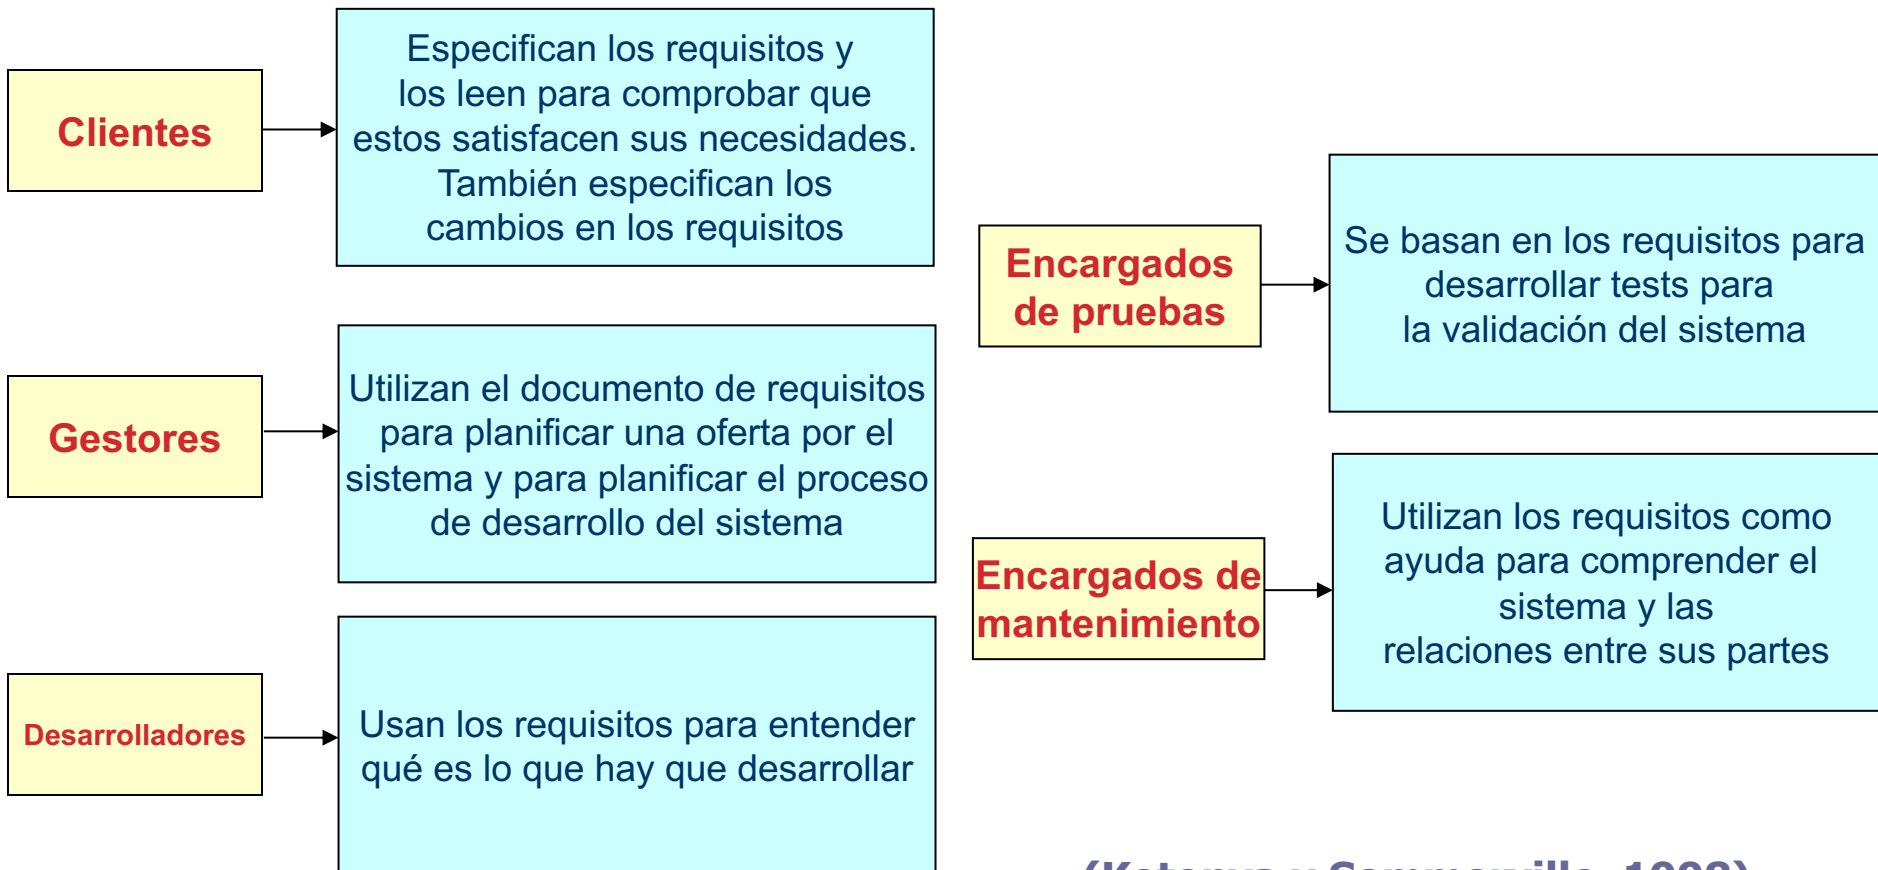 Clientes
Especifican los requisitos y
los leen para comprobar que
estos satisfacen sus necesidades.
También especifican los
cambios en los requisitos
Gestores
Utilizan el documento de requisitos
para planificar una oferta por el
sistema y para planificar el proceso
de desarrollo del sistema
Desarrolladores
Usan los requisitos para entender
qué es lo que hay que desarrollar
Encargados
de pruebas
Se basan en los requisitos para
desarrollar tests para
la validación del sistema
Encargados de
mantenimiento
Utilizan los requisitos como
ayuda para comprender el
sistema y las
relaciones entre sus partes
(Kotonya y Sommerville, 1998)